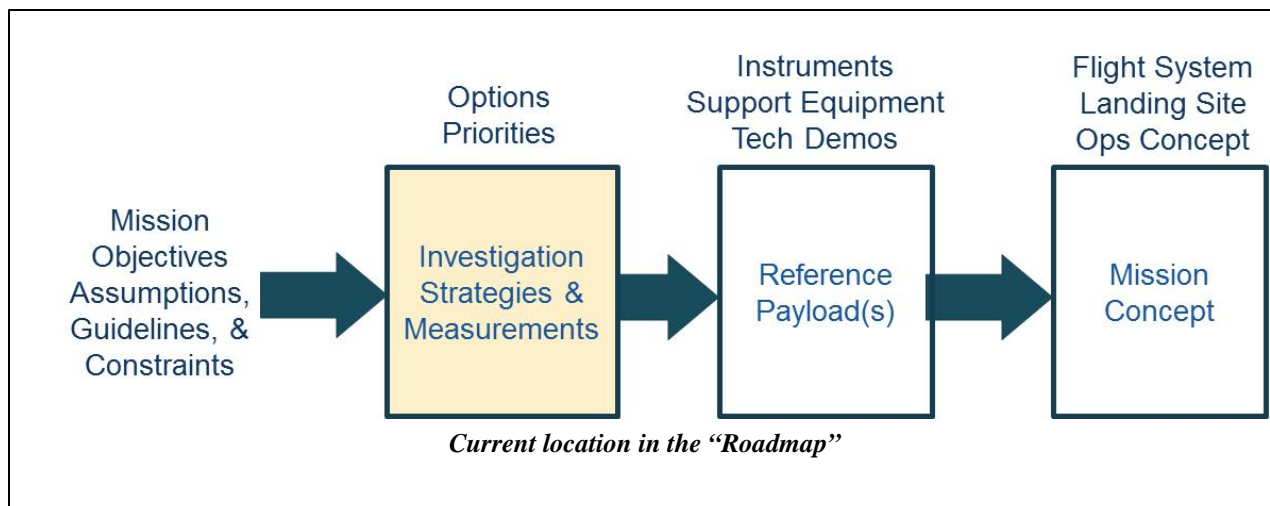 Mission
Objectives
Assumptions,
Guidelines, &
Constraints
Options
Priorities
Investigation
Strategies &
Measurements
Instruments
Support Equipment
Tech Demos
Reference
Payload(s)
Flight System
Landing Site
Ops Concept
Mission
Concept
Current location in the “Roadmap”